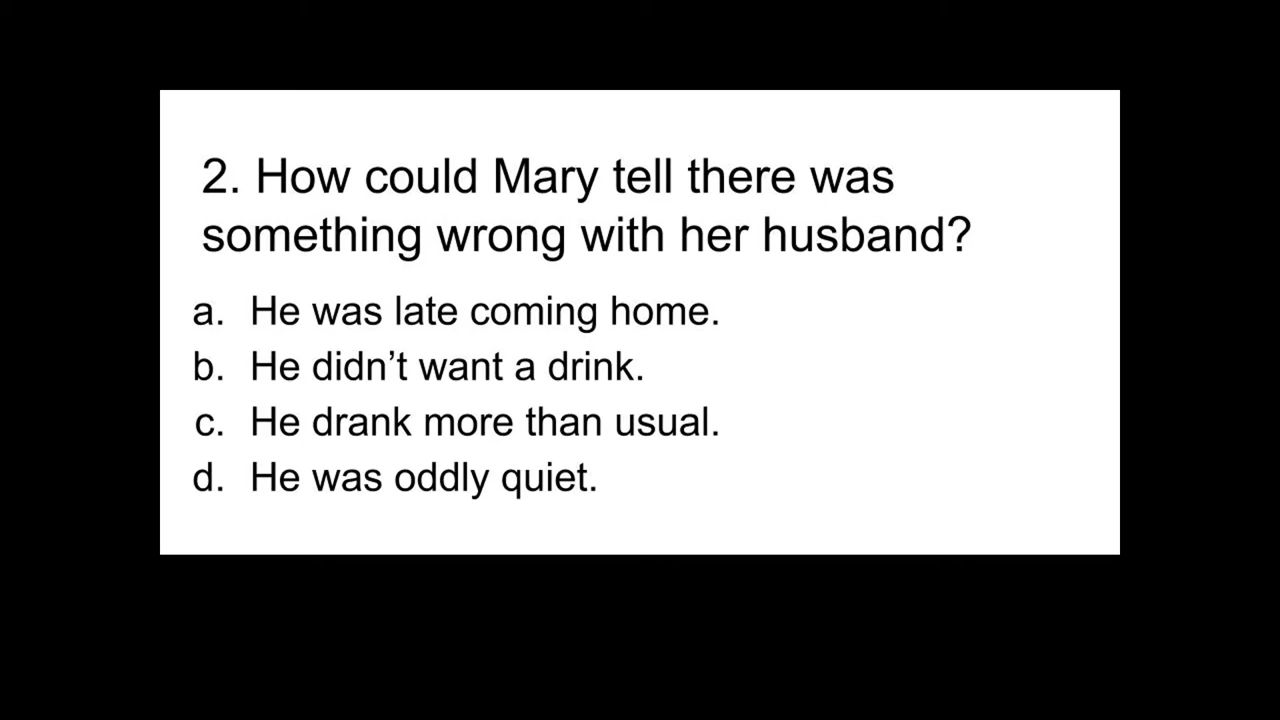 2. How could Mary tell there was
something wrong with her husband?
a. He was late coming home.
b. He didn’t want a drink.
c. He drank more than usual.
d. He was oddly quiet.